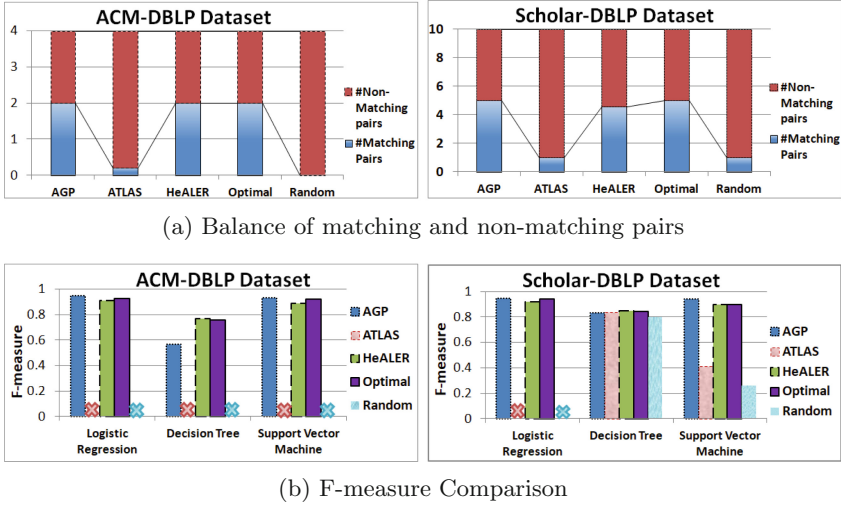 ACM-DBLP Dataset
4
3
2
1
0
AGP ATLAS HeALER Optimal Random
#Non-
Matching
pairs
#Matching
Pairs
Scholar-DBLP Dataset
10
8
6
4
2
0
AGP ATLAS HeALER Optimal Random
#Non-
Matching
pairs
#Matching
Pairs
(a) Balance of matching and non-matching pairs
ACM-DBLP Dataset
F-measure
1
0.8
0.6
0.4
0.2
0
Logistic
Regression
Decision Tree
Support Vector
Machine
AGP
ATLAS
HeALER
Optimal
Random
Scholar-DBLP Dataset
F-measure
1
0.8
0.6
0.4
0.2
0
Logistic
Regression
Decision Tree
Support Vector
Machine
AGP
ATLAS
HeALER
Optimal
Random
(b) F-measure Comparison